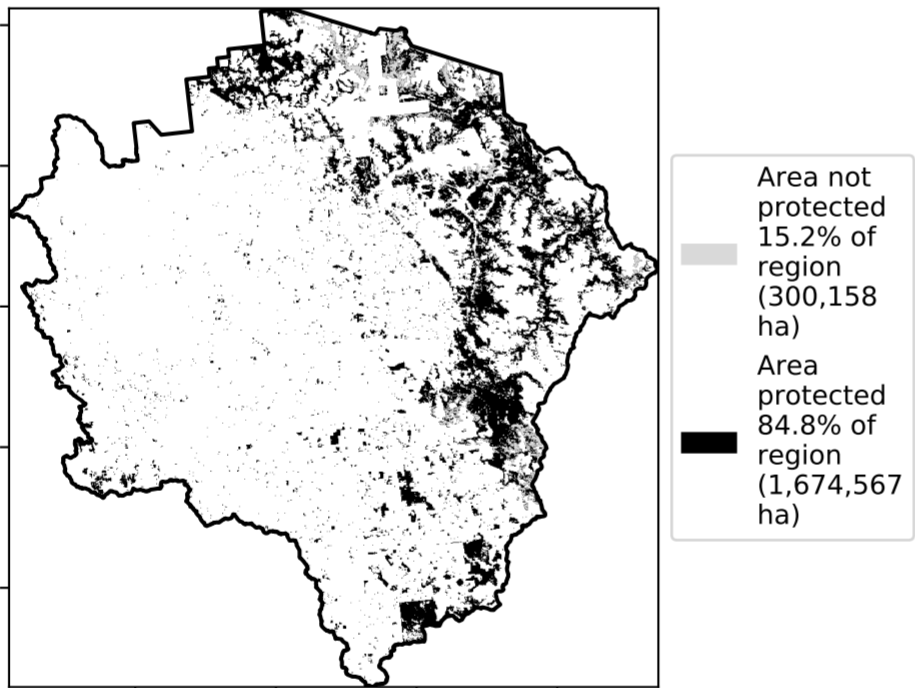 Area not
protected
15.2% of
region
(300,158
ha)
Area
protected
84.8% of
region
(1,674,567
ha)